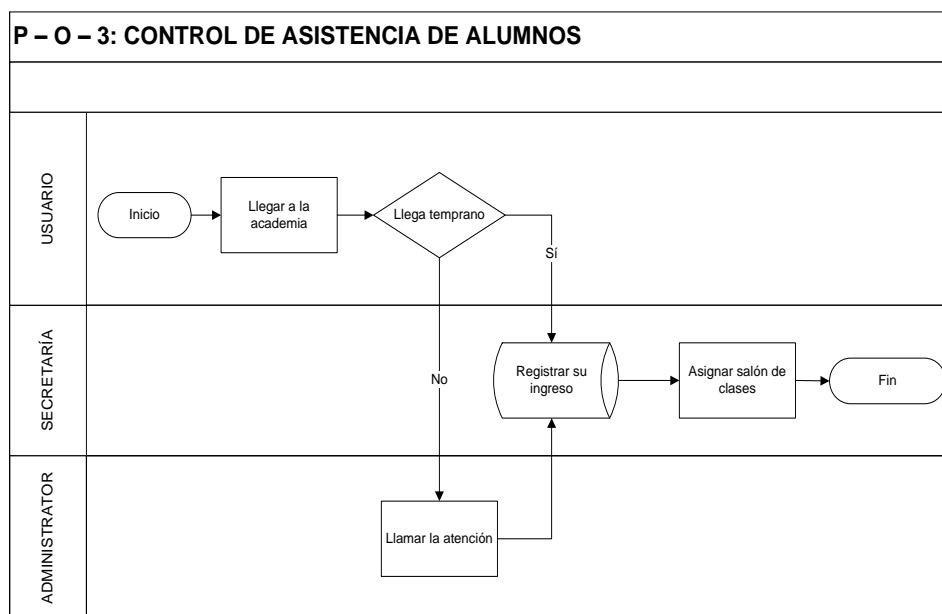 P – O – 3: CONTROL DE ASISTENCIA DE ALUMNOS
USUARIO
Inicio
Llegar a la
academia
Llega temprano
Sí
No
SECRETARÍA
Registrar su
ingreso
Asignar salón de
clases
Fin
ADMINISTRATOR
Llamar la atención